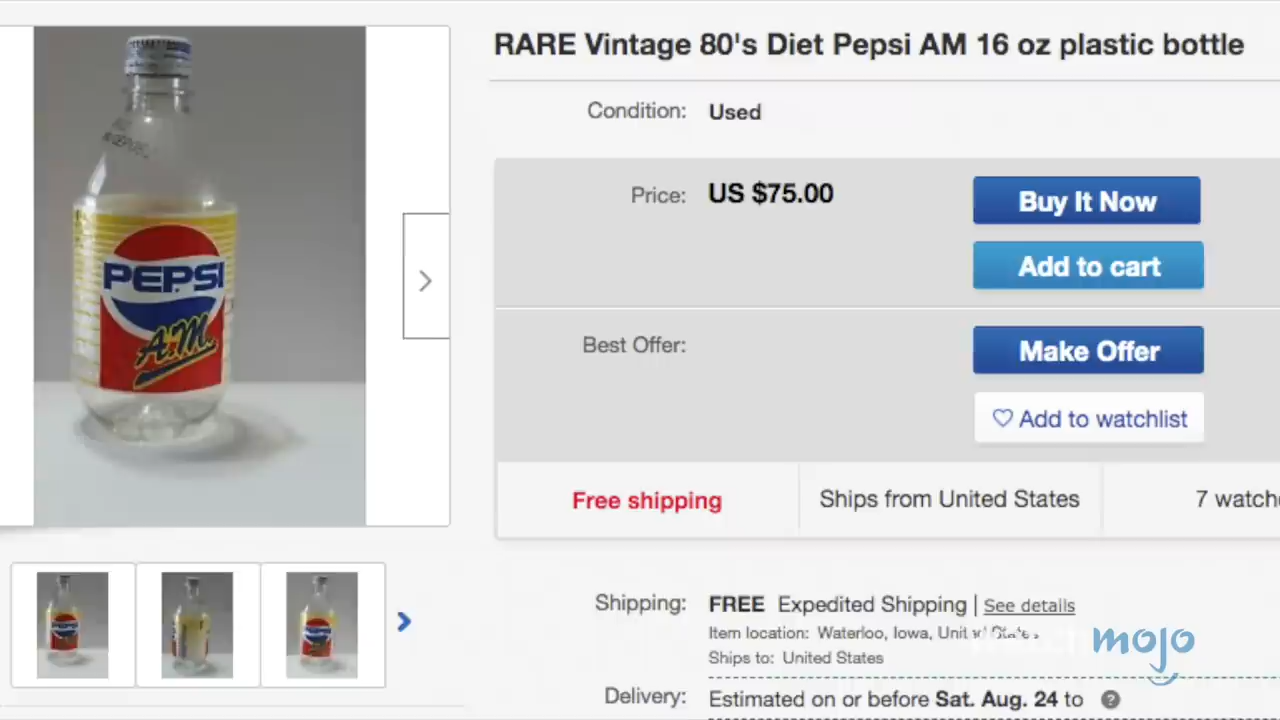 RARE Vintage 80's Diet Pepsi AM 16 oz plastic bottle
Condition: Used
Price: US $75.00
Buy It Now
Add to cart
Best Offer:
Make Offer
Add to watchlist
Free shipping
Ships from United States
7 watch
PEPSI
A.M.
Shipping: FREE Expedited Shipping | See details
Item location: Waterloo, Iowa, United States
Ships to: United States
mojo
Delivery: Estimated on or before Sat. Aug. 24 to